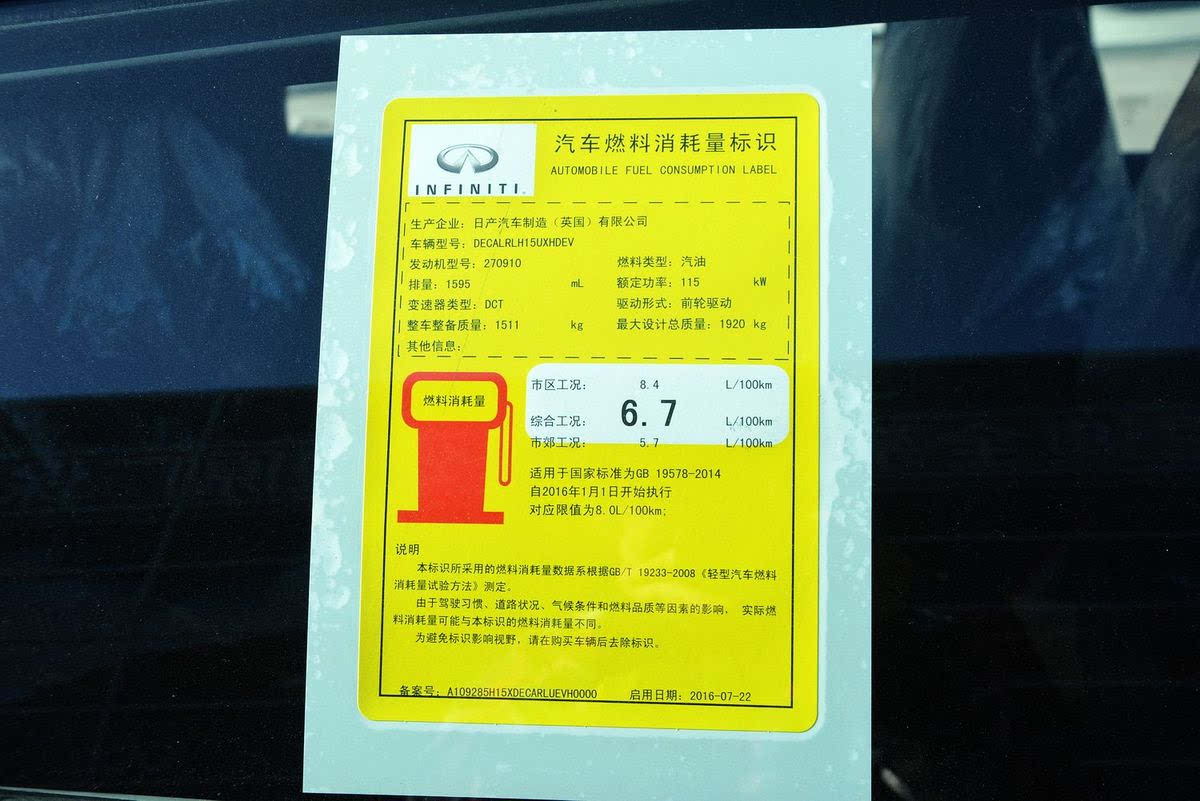 INFINITI
汽车燃料消耗量标识
AUTOMOBILE FUEL CONSUMPTION LABEL
生产企业：日产汽车制造（英国）有限公司
车辆型号：DECALRLH15UXHDEV
发动机型号：270910 燃料类型：汽油
排量：1595 mL 额定功率：115 kW
变速器类型：DCT 驱动形式：前轮驱动
整车整备质量：1511 kg 最大设计总质量：1920 kg
其他信息：
燃料消耗量
市区工况： 8.4 L/100km
综合工况： 6.7 L/100km
市郊工况： 5.7 L/100km
适用于国家标准为GB 19578-2014
自2016年1月1日开始执行
对应限值为8.0L/100km;
说明
本标识所采用的燃料消耗量数据系根据GB/T 19233-2008《轻型汽车燃料
消耗量试验方法》测定。
由于驾驶习惯、道路状况、气候条件和燃料品质等因素的影响， 实际燃
料消耗量可能与本标识的燃料消耗量不同。
为避免标识影响视野，请在购买车辆后去除标识。
备案号：A109285H15XDECARLUEVH0000 启用日期：2016-07-22